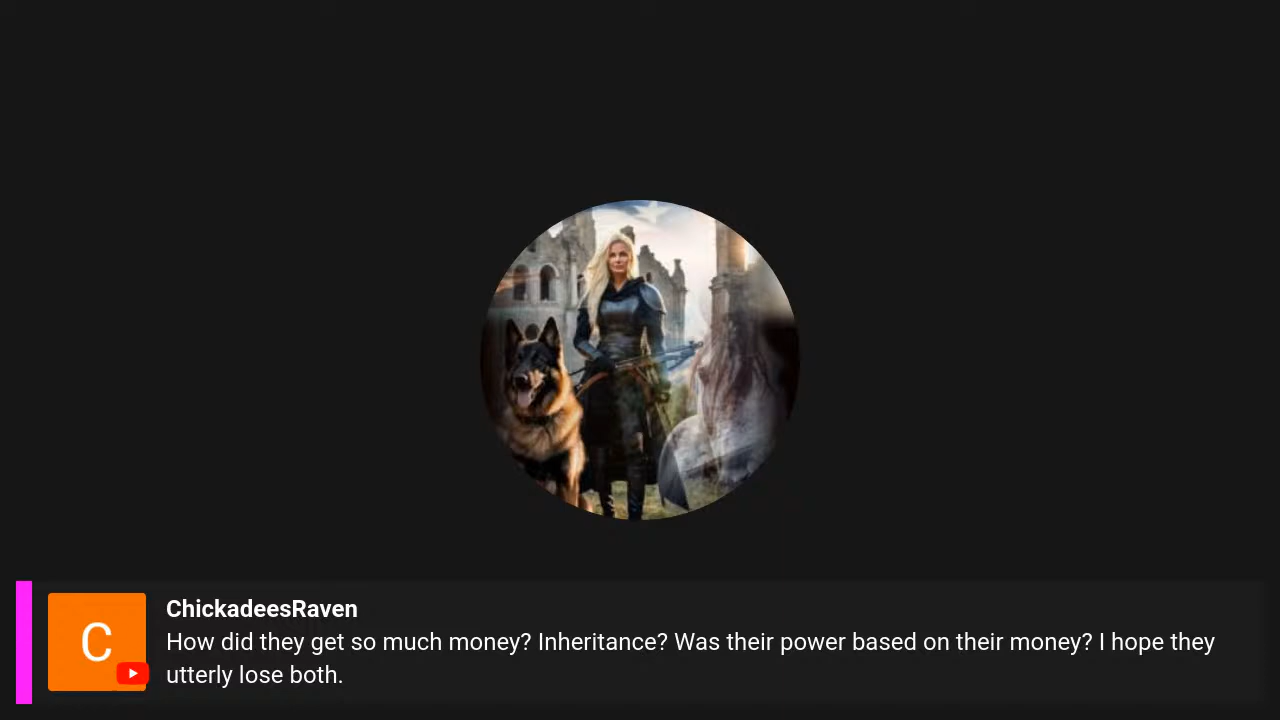 C
ChickadeesRaven
How did they get so much money? Inheritance? Was their power based on their money? I hope they
utterly lose both.